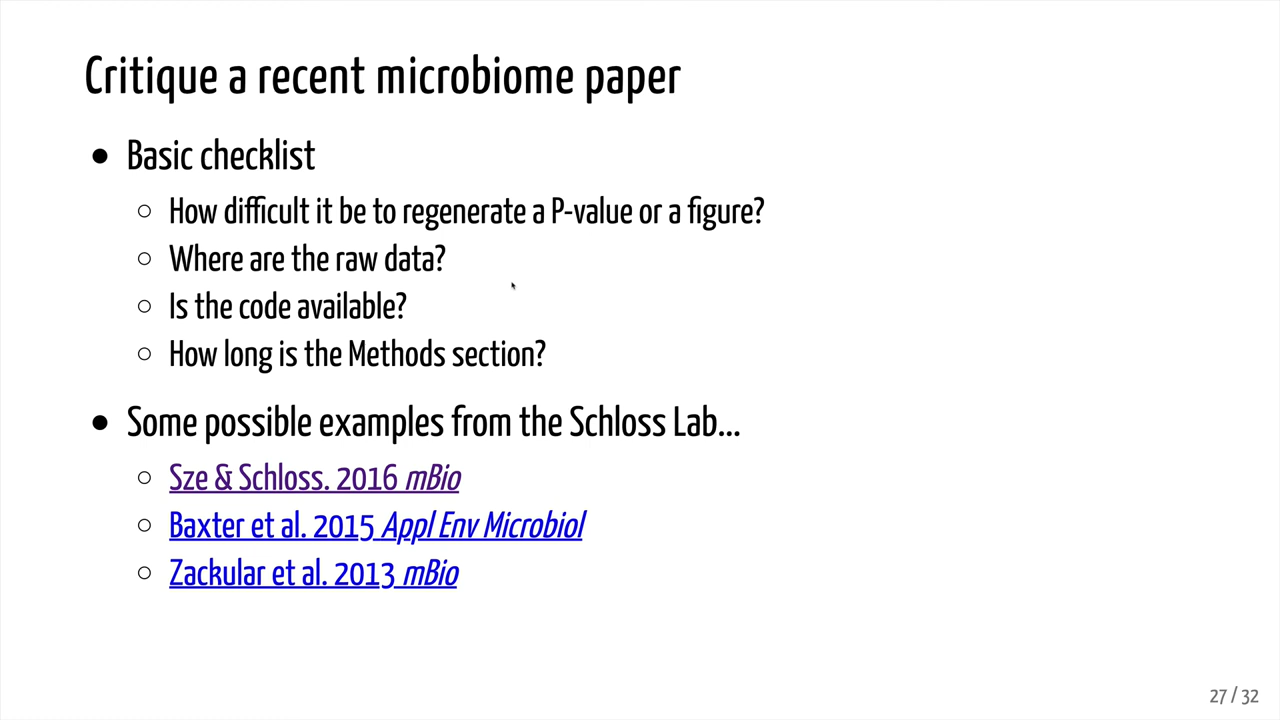 Critique a recent microbiome paper
• Basic checklist
○ How difficult it be to regenerate a P-value or a figure?
○ Where are the raw data?
○ Is the code available?
○ How long is the Methods section?
• Some possible examples from the Schloss Lab...
○ Sze & Schloss. 2016 mBio
○ Baxter et al. 2015 Appl Env Microbiol
○ Zackular et al. 2013 mBio
27 / 32